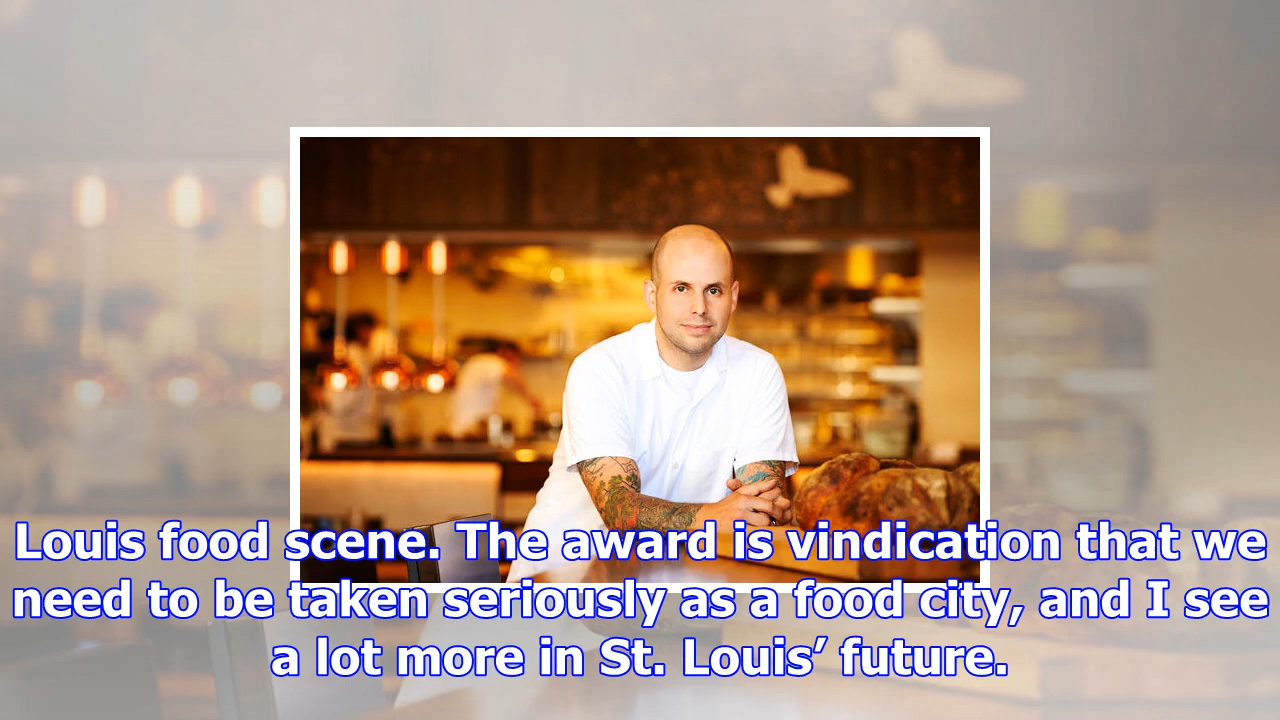 Louis food scene. The award is vindication that we
need to be taken seriously as a food city, and I see
a lot more in St. Louis’ future.